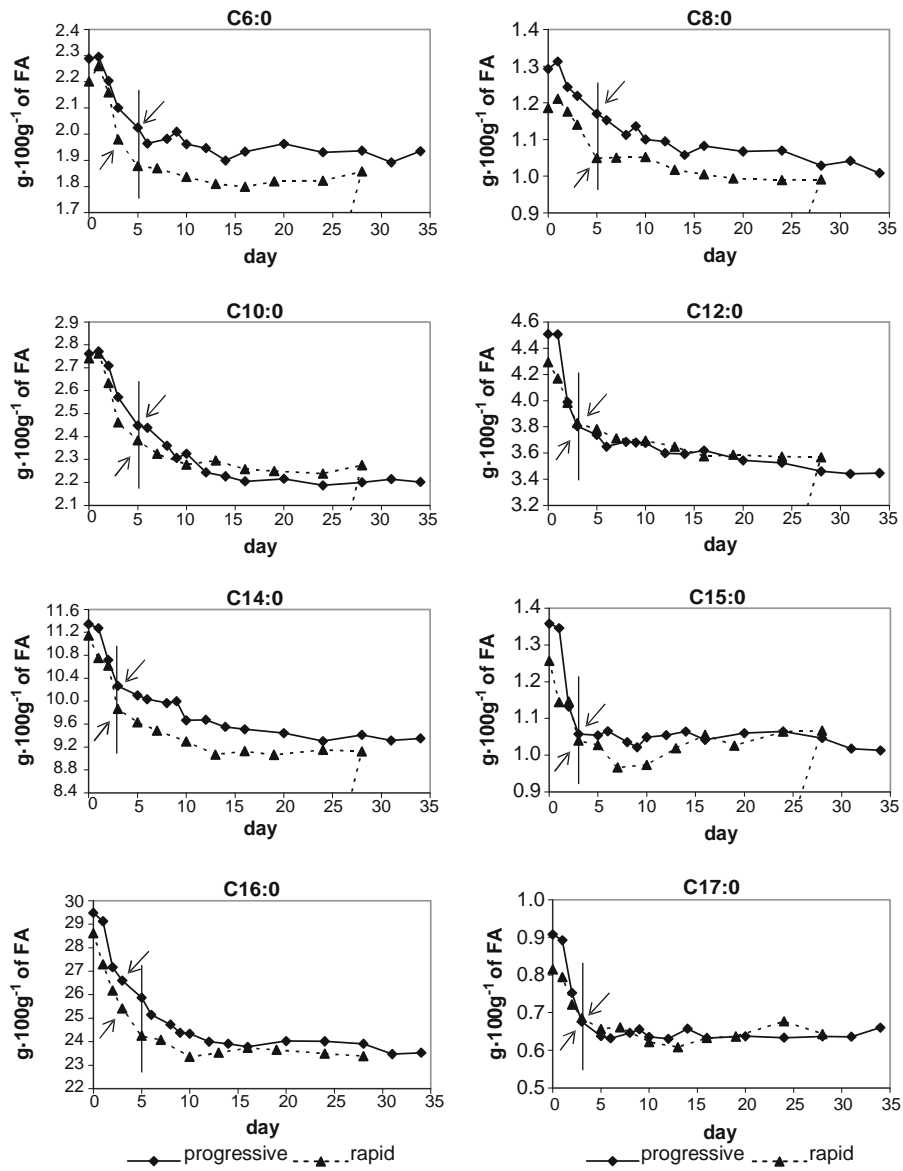 C6:0
g·100g⁻¹ of FA
2.3
2.3
2.2
2.1
2.0
1.9
1.8
1.7
0 5 10 15 20 25 30 35
day
C8:0
g·100g⁻¹ of FA
1.4
1.3
1.2
1.1
1.0
0.9
0 5 10 15 20 25 30 35
day
C10:0
g·100g⁻¹ of FA
2.9
2.8
2.7
2.6
2.5
2.4
2.3
2.2
2.1
0 5 10 15 20 25 30 35
day
C12:0
g·100g⁻¹ of FA
4.6
4.4
4.2
4.0
3.8
3.6
3.4
3.2
0 5 10 15 20 25 30 35
day
C14:0
g·100g⁻¹ of FA
11.6
11.2
10.8
10.4
10.0
9.6
9.2
8.8
8.4
0 5 10 15 20 25 30 35
day
C15:0
g·100g⁻¹ of FA
1.4
1.3
1.2
1.1
1.0
0.9
0 5 10 15 20 25 30 35
day
C16:0
g·100g⁻¹ of FA
30
29
28
27
26
25
24
23
22
0 5 10 15 20 25 30 35
day
progressive rapid
C17:0
g·100g⁻¹ of FA
1.0
0.9
0.8
0.7
0.6
0.5
0 5 10 15 20 25 30 35
day
progressive rapid